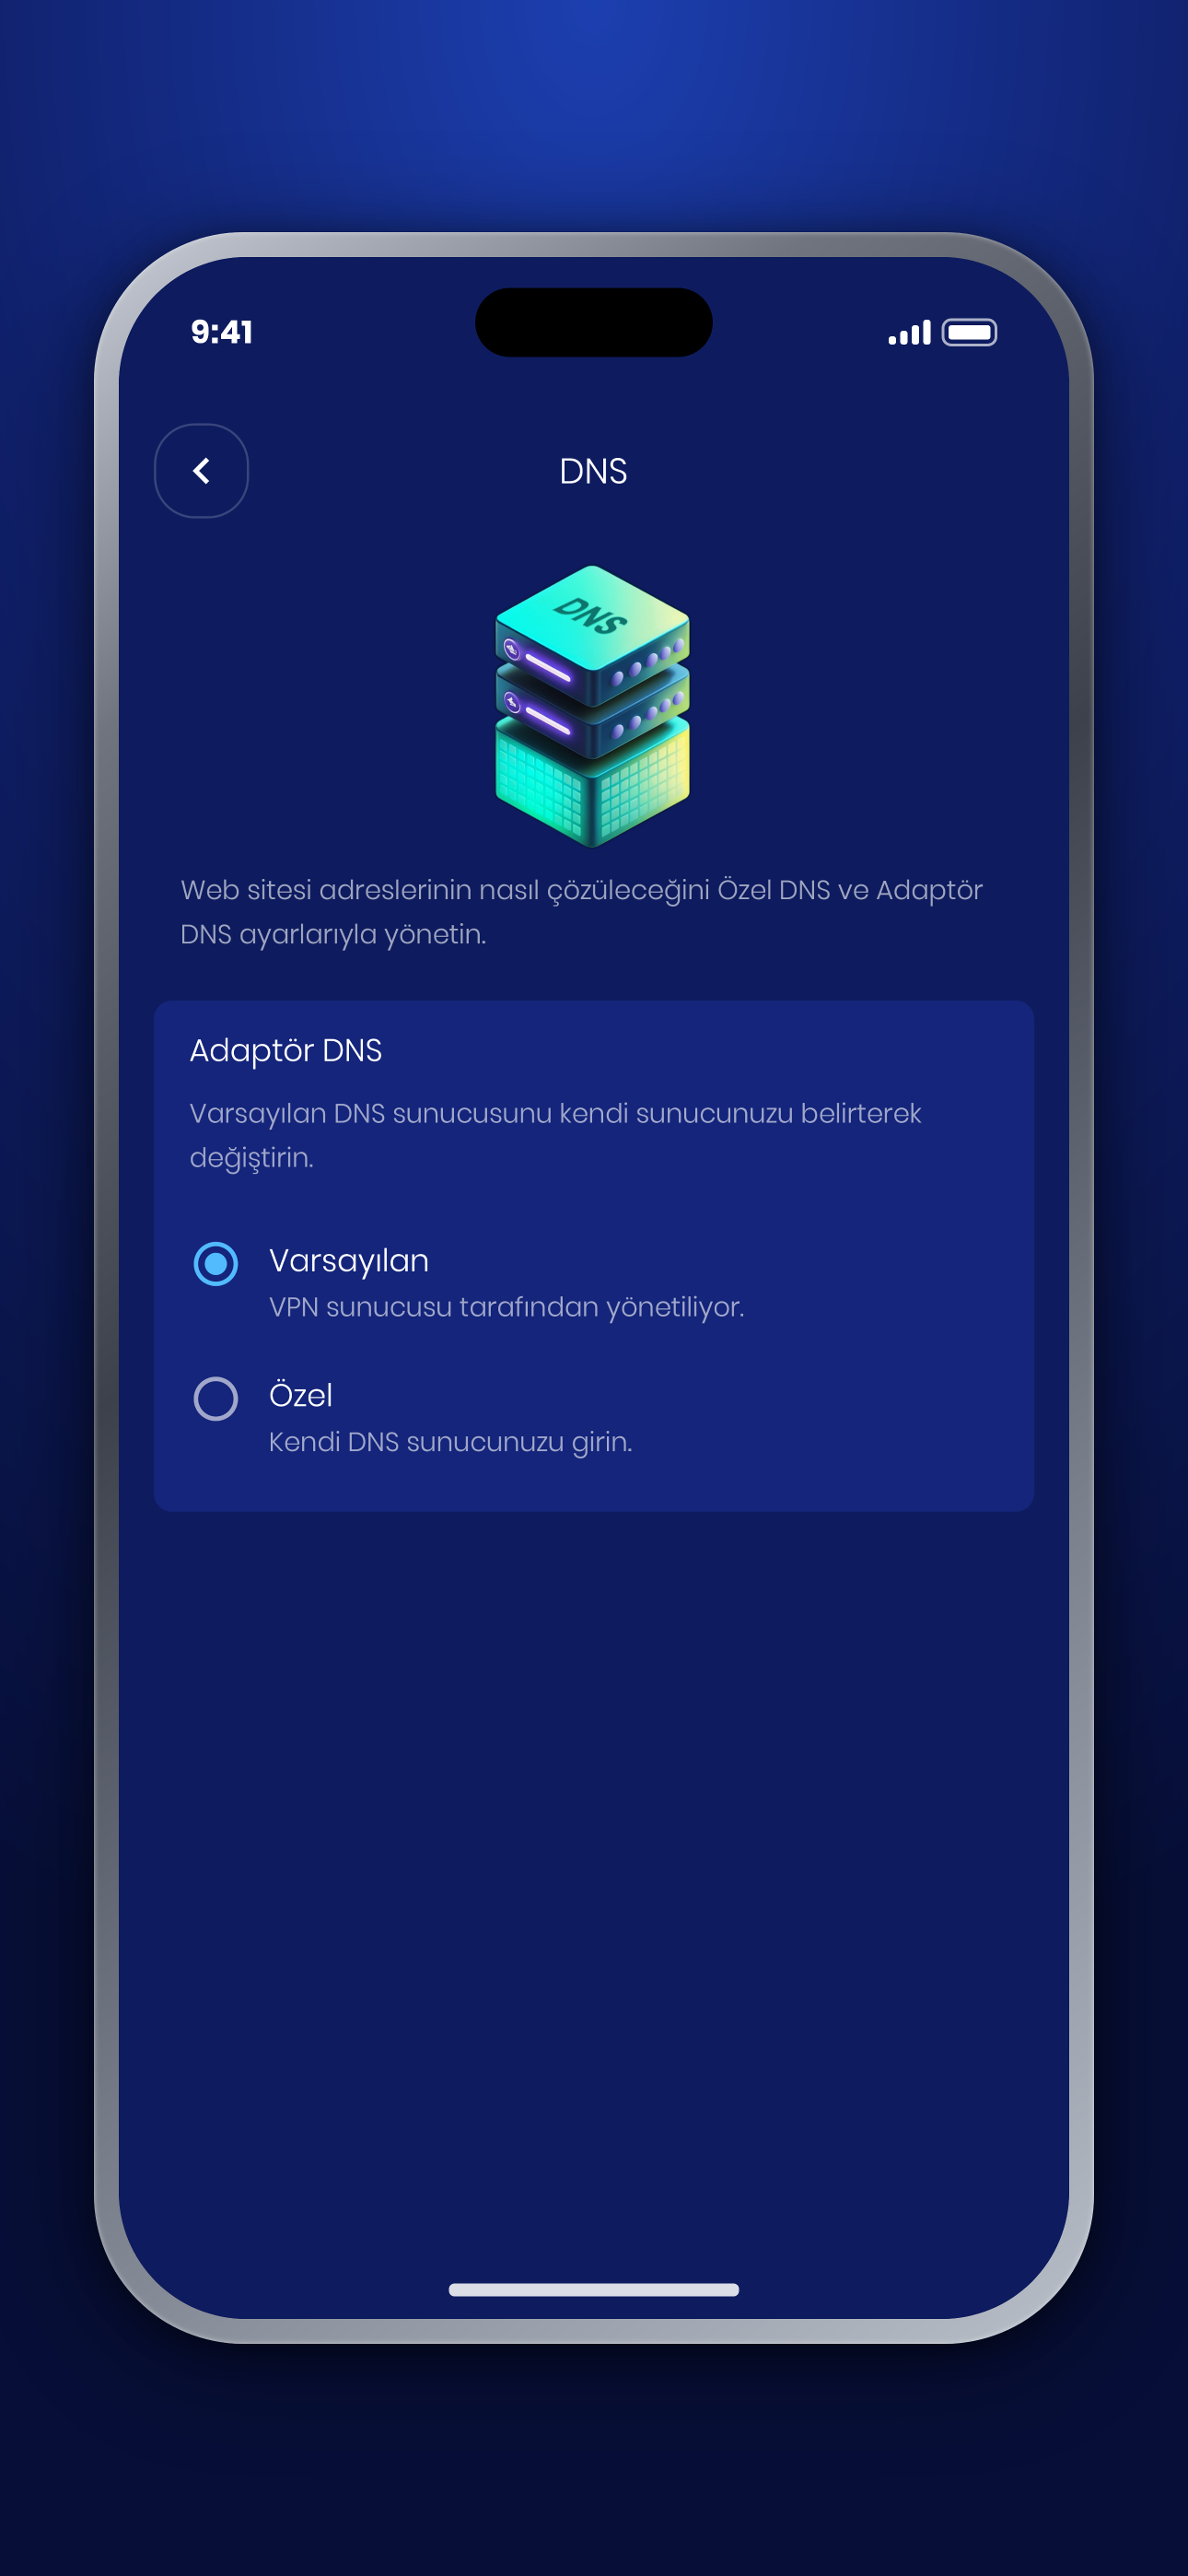 9:41
DNS
DNS
Web sitesi adreslerinin nasıl çözüleceğini Özel DNS ve Adaptör
DNS ayarlarıyla yönetin.
Adaptör DNS
Varsayılan DNS sunucusunu kendi sunucunuzu belirterek
değiştirin.
Varsayılan
VPN sunucusu tarafından yönetiliyor.
Özel
Kendi DNS sunucunuzu girin.